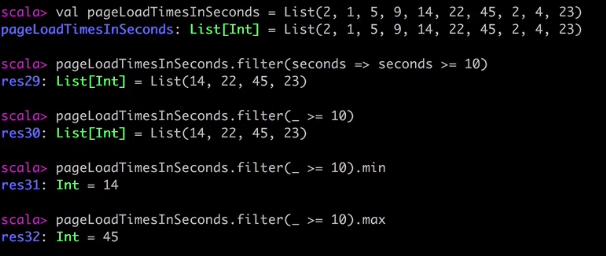 scala> val pageLoadTimesInSeconds = List(2, 1, 5, 9, 14, 22, 45, 2, 4, 23)
pageLoadTimesInSeconds: List[Int] = List(2, 1, 5, 9, 14, 22, 45, 2, 4, 23)
scala> pageLoadTimesInSeconds.filter(seconds => seconds >= 10)
res29: List[Int] = List(14, 22, 45, 23)
scala> pageLoadTimesInSeconds.filter(_ >= 10)
res30: List[Int] = List(14, 22, 45, 23)
scala> pageLoadTimesInSeconds.filter(_ >= 10).min
res31: Int = 14
scala> pageLoadTimesInSeconds.filter(_ >= 10).max
res32: Int = 45